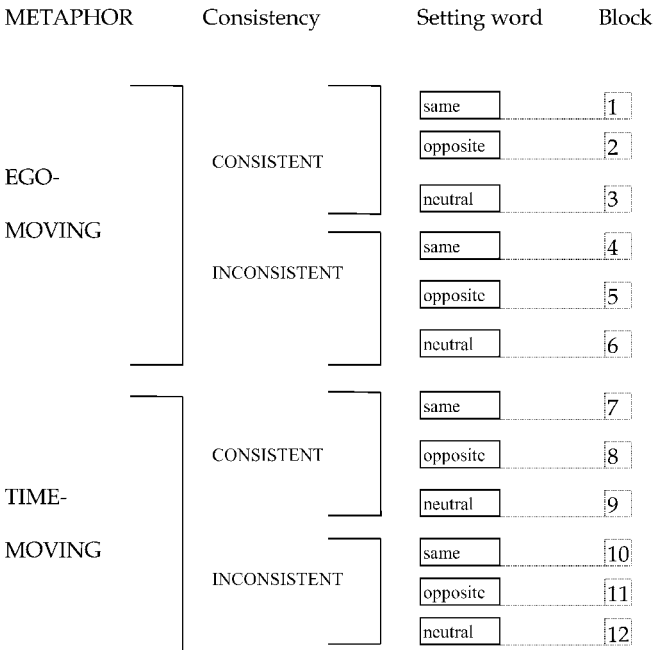 METAPHOR Consistency Setting word Block
same 1
opposite 2
CONSISTENT
EGO-
neutral 3
MOVING
same 4
INCONSISTENT
opposite 5
neutral 6
same 7
CONSISTENT opposite 8
TIME-
neutral 9
MOVING same 10
INCONSISTENT
opposite 11
neutral 12